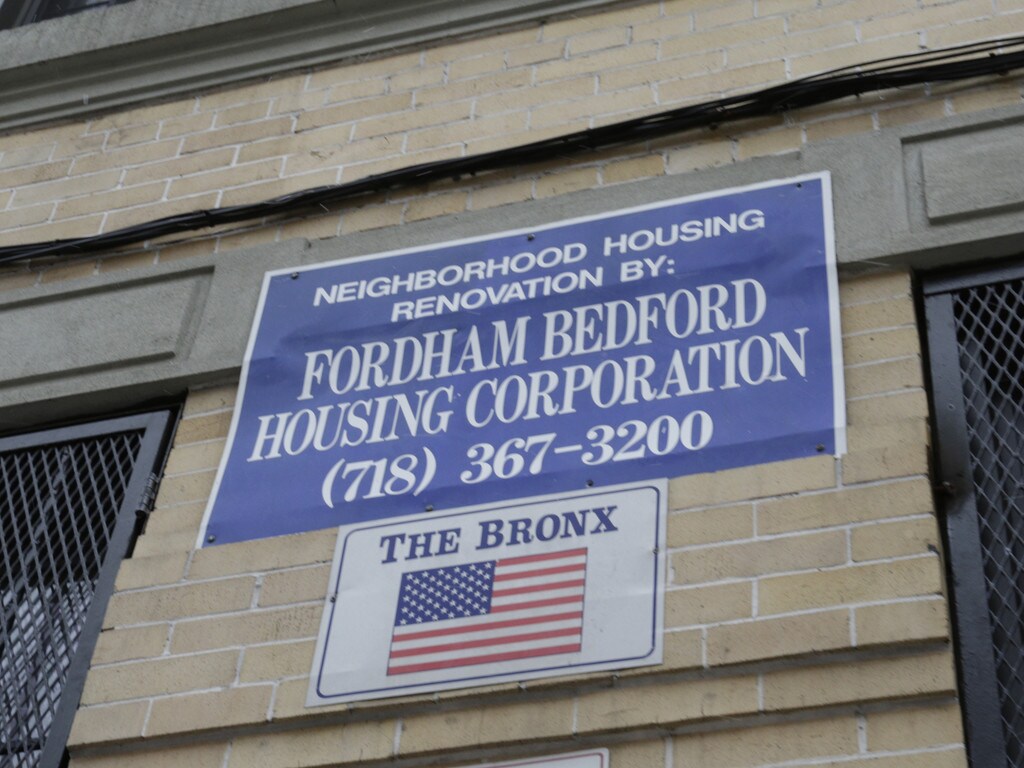 NEIGHBORHOOD HOUSING
RENOVATION BY:
FORDHAM BEDFORD
HOUSING CORPORATION
(718) 367-3200
THE BRONX